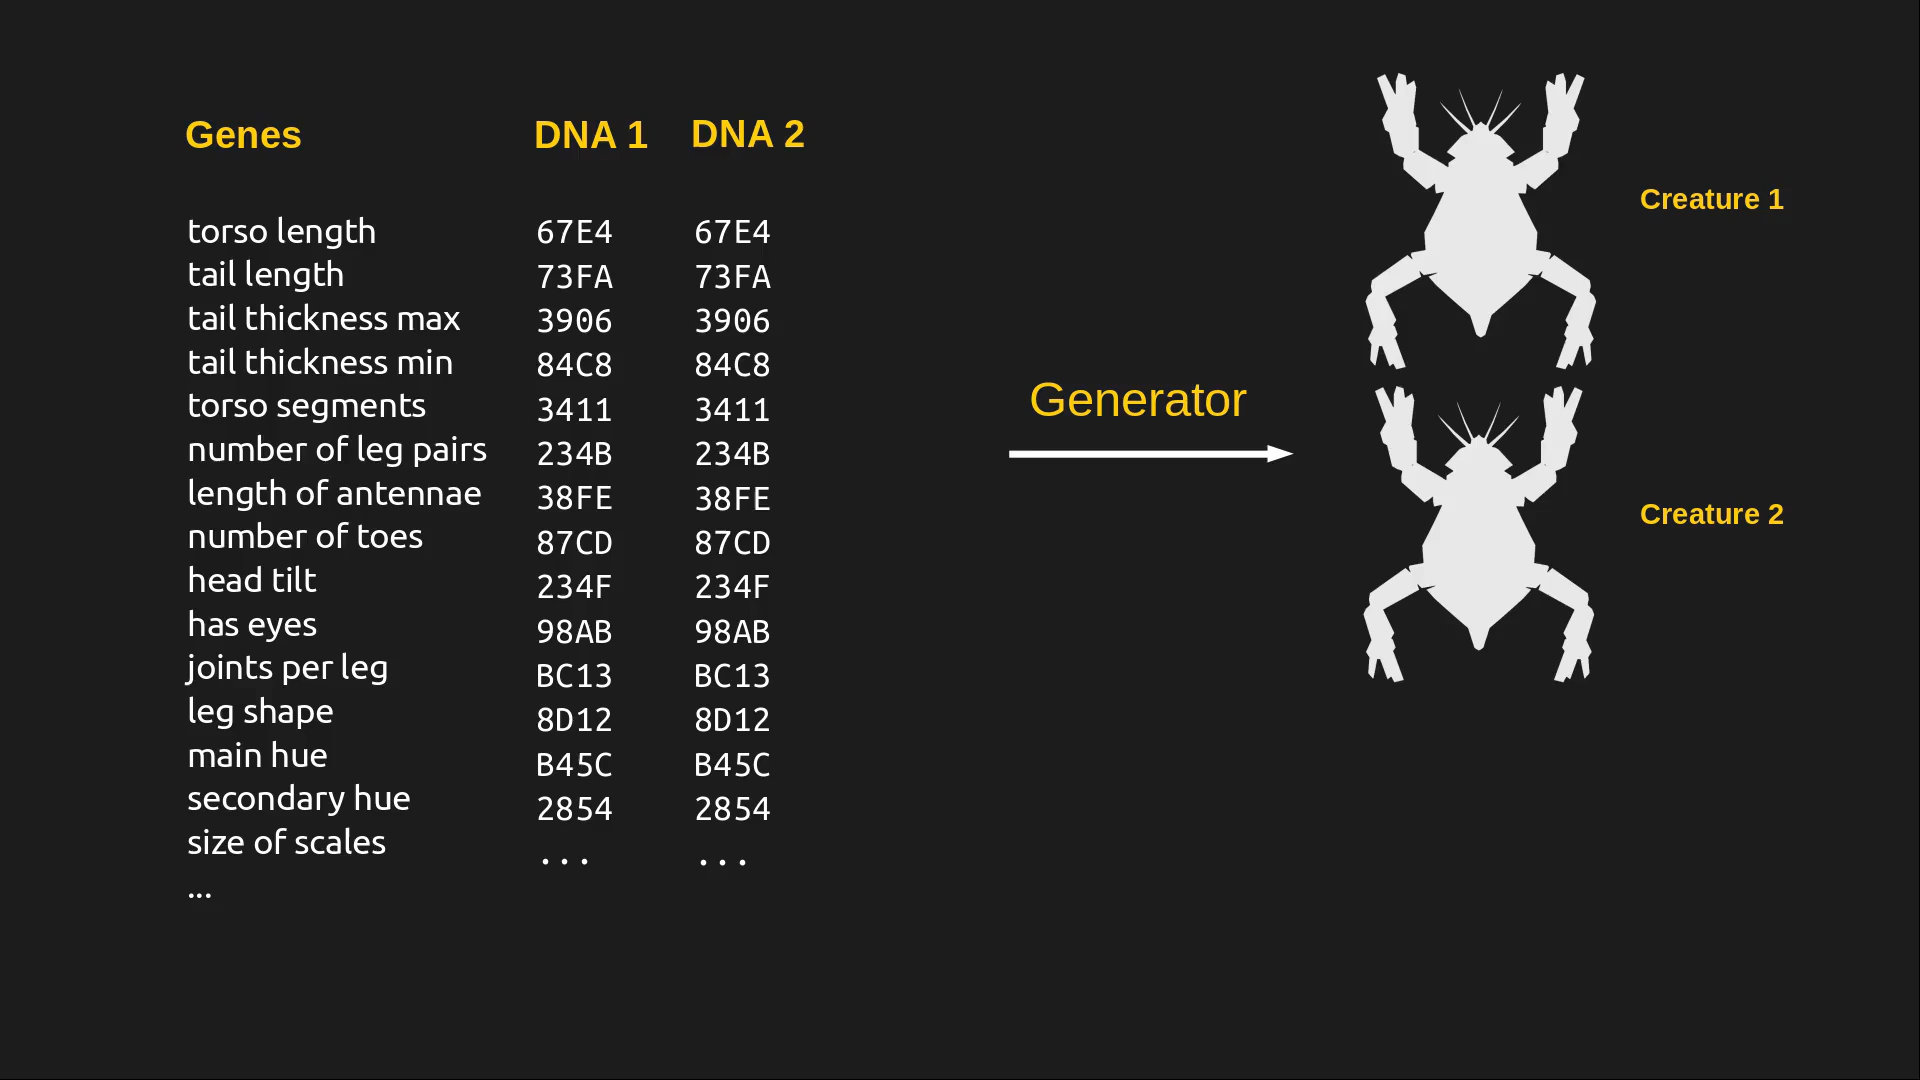 Genes DNA 1 DNA 2
torso length 67E4 67E4
tail length 73FA 73FA
tail thickness max 3906 3906
tail thickness min 84C8 84C8
torso segments 3411 3411
number of leg pairs 234B 234B
length of antennae 38FE 38FE
number of toes 87CD 87CD
head tilt 234F 234F
has eyes 98AB 98AB
joints per leg BC13 BC13
leg shape 8D12 8D12
main hue B45C B45C
secondary hue 2854 2854
size of scales ... ...
...
Generator
Creature 1
Creature 2